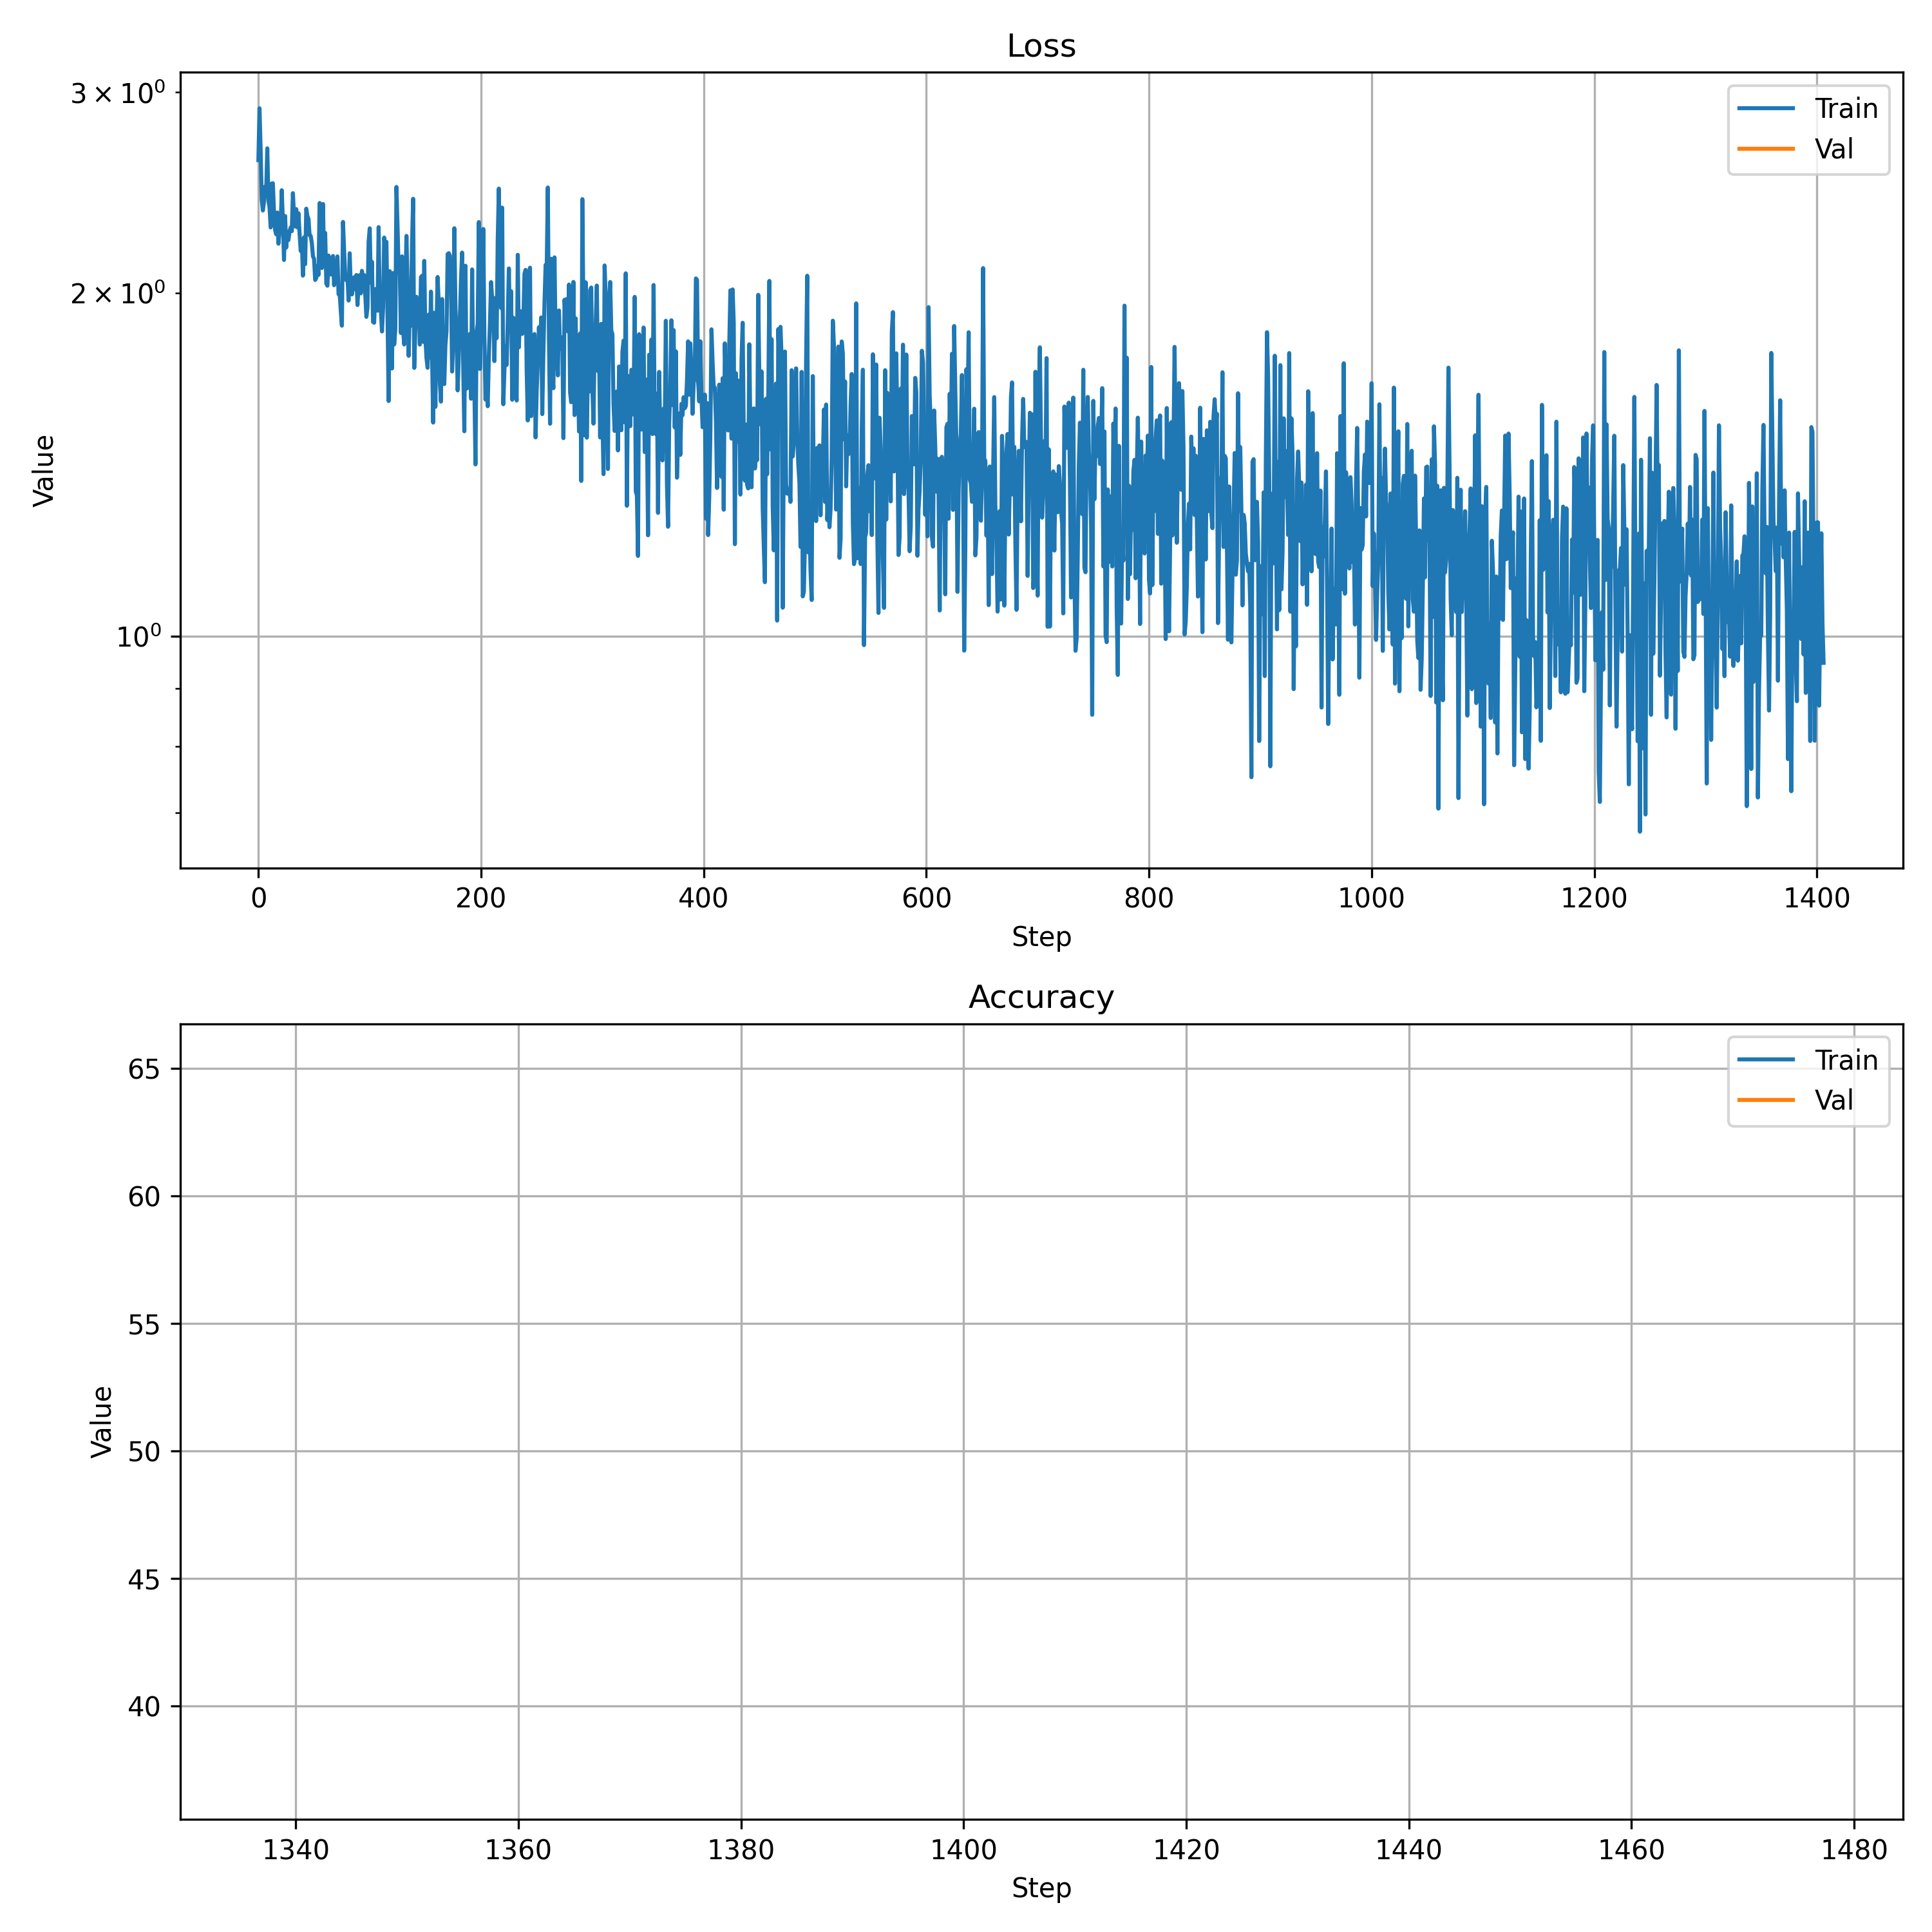 Loss
3 × 10⁰
2 × 10⁰
10⁰
Value
Train
Val
0 200 400 600 800 1000 1200 1400
Step
Accuracy
65
60
55
50
45
40
Value
Train
Val
1340 1360 1380 1400 1420 1440 1460 1480
Step